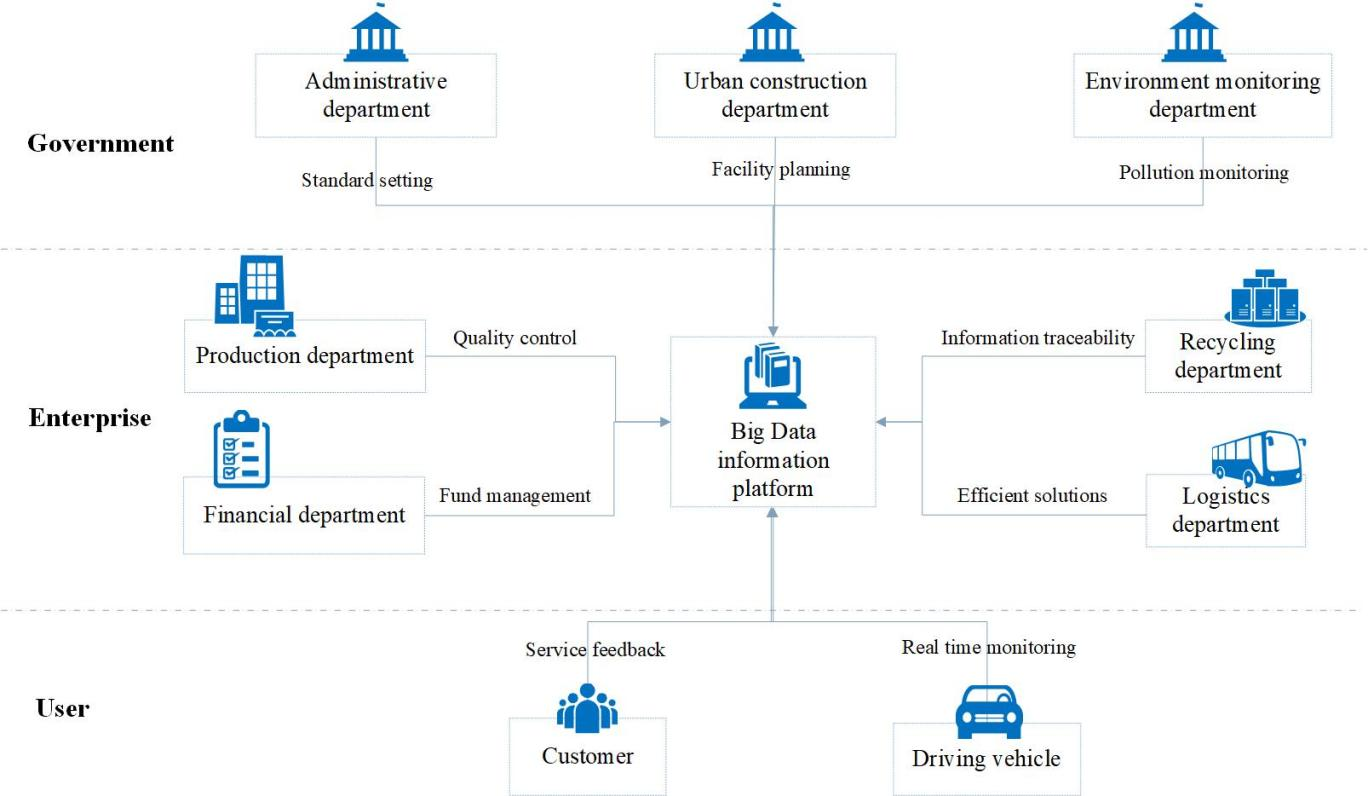 Administrative
department
Urban construction
department
Environment monitoring
department
Government
Standard setting
Facility planning
Pollution monitoring
Production department
Quality control
Information traceability
Recycling
department
Enterprise
Big Data
information
platform
Financial department
Fund management
Efficient solutions
Logistics
department
Service feedback
Real time monitoring
User
Customer
Driving vehicle